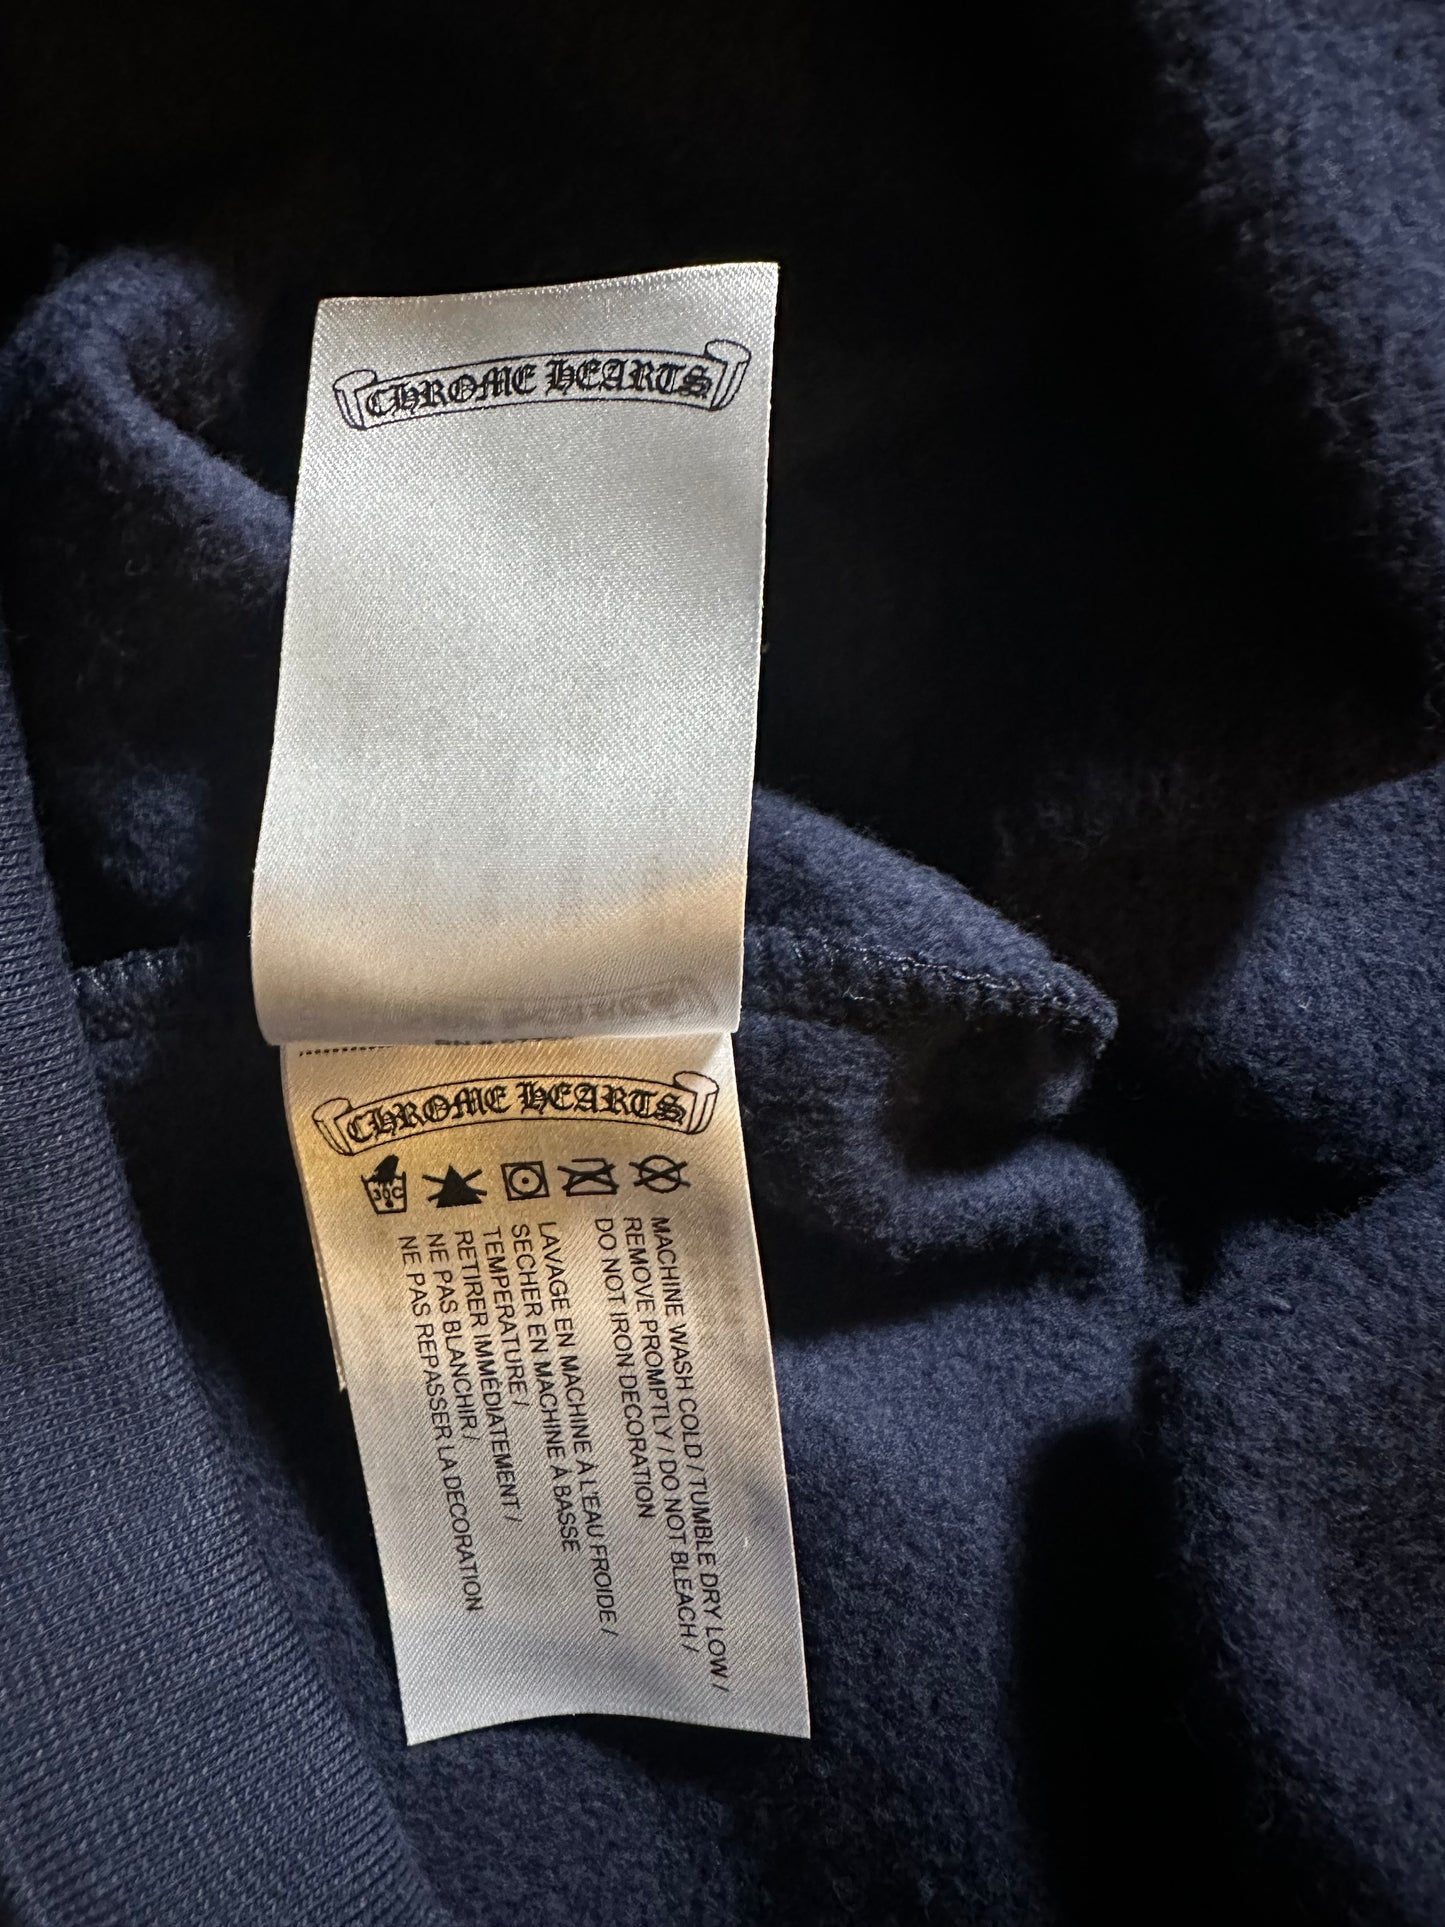 CHROME HEARTS
CHROME HEARTS
30C
MACHINE WASH COLD / TUMBLE DRY LOW /
REMOVE PROMPTLY / DO NOT BLEACH /
DO NOT IRON DECORATION
LAVAGE EN MACHINE À L'EAU FROIDE /
SECHER EN MACHINE À BASSE
TEMPERATURE /
RETIRER IMMÉDIATEMENT /
NE PAS BLANCHIR /
NE PAS REPASSER LA DECORATION